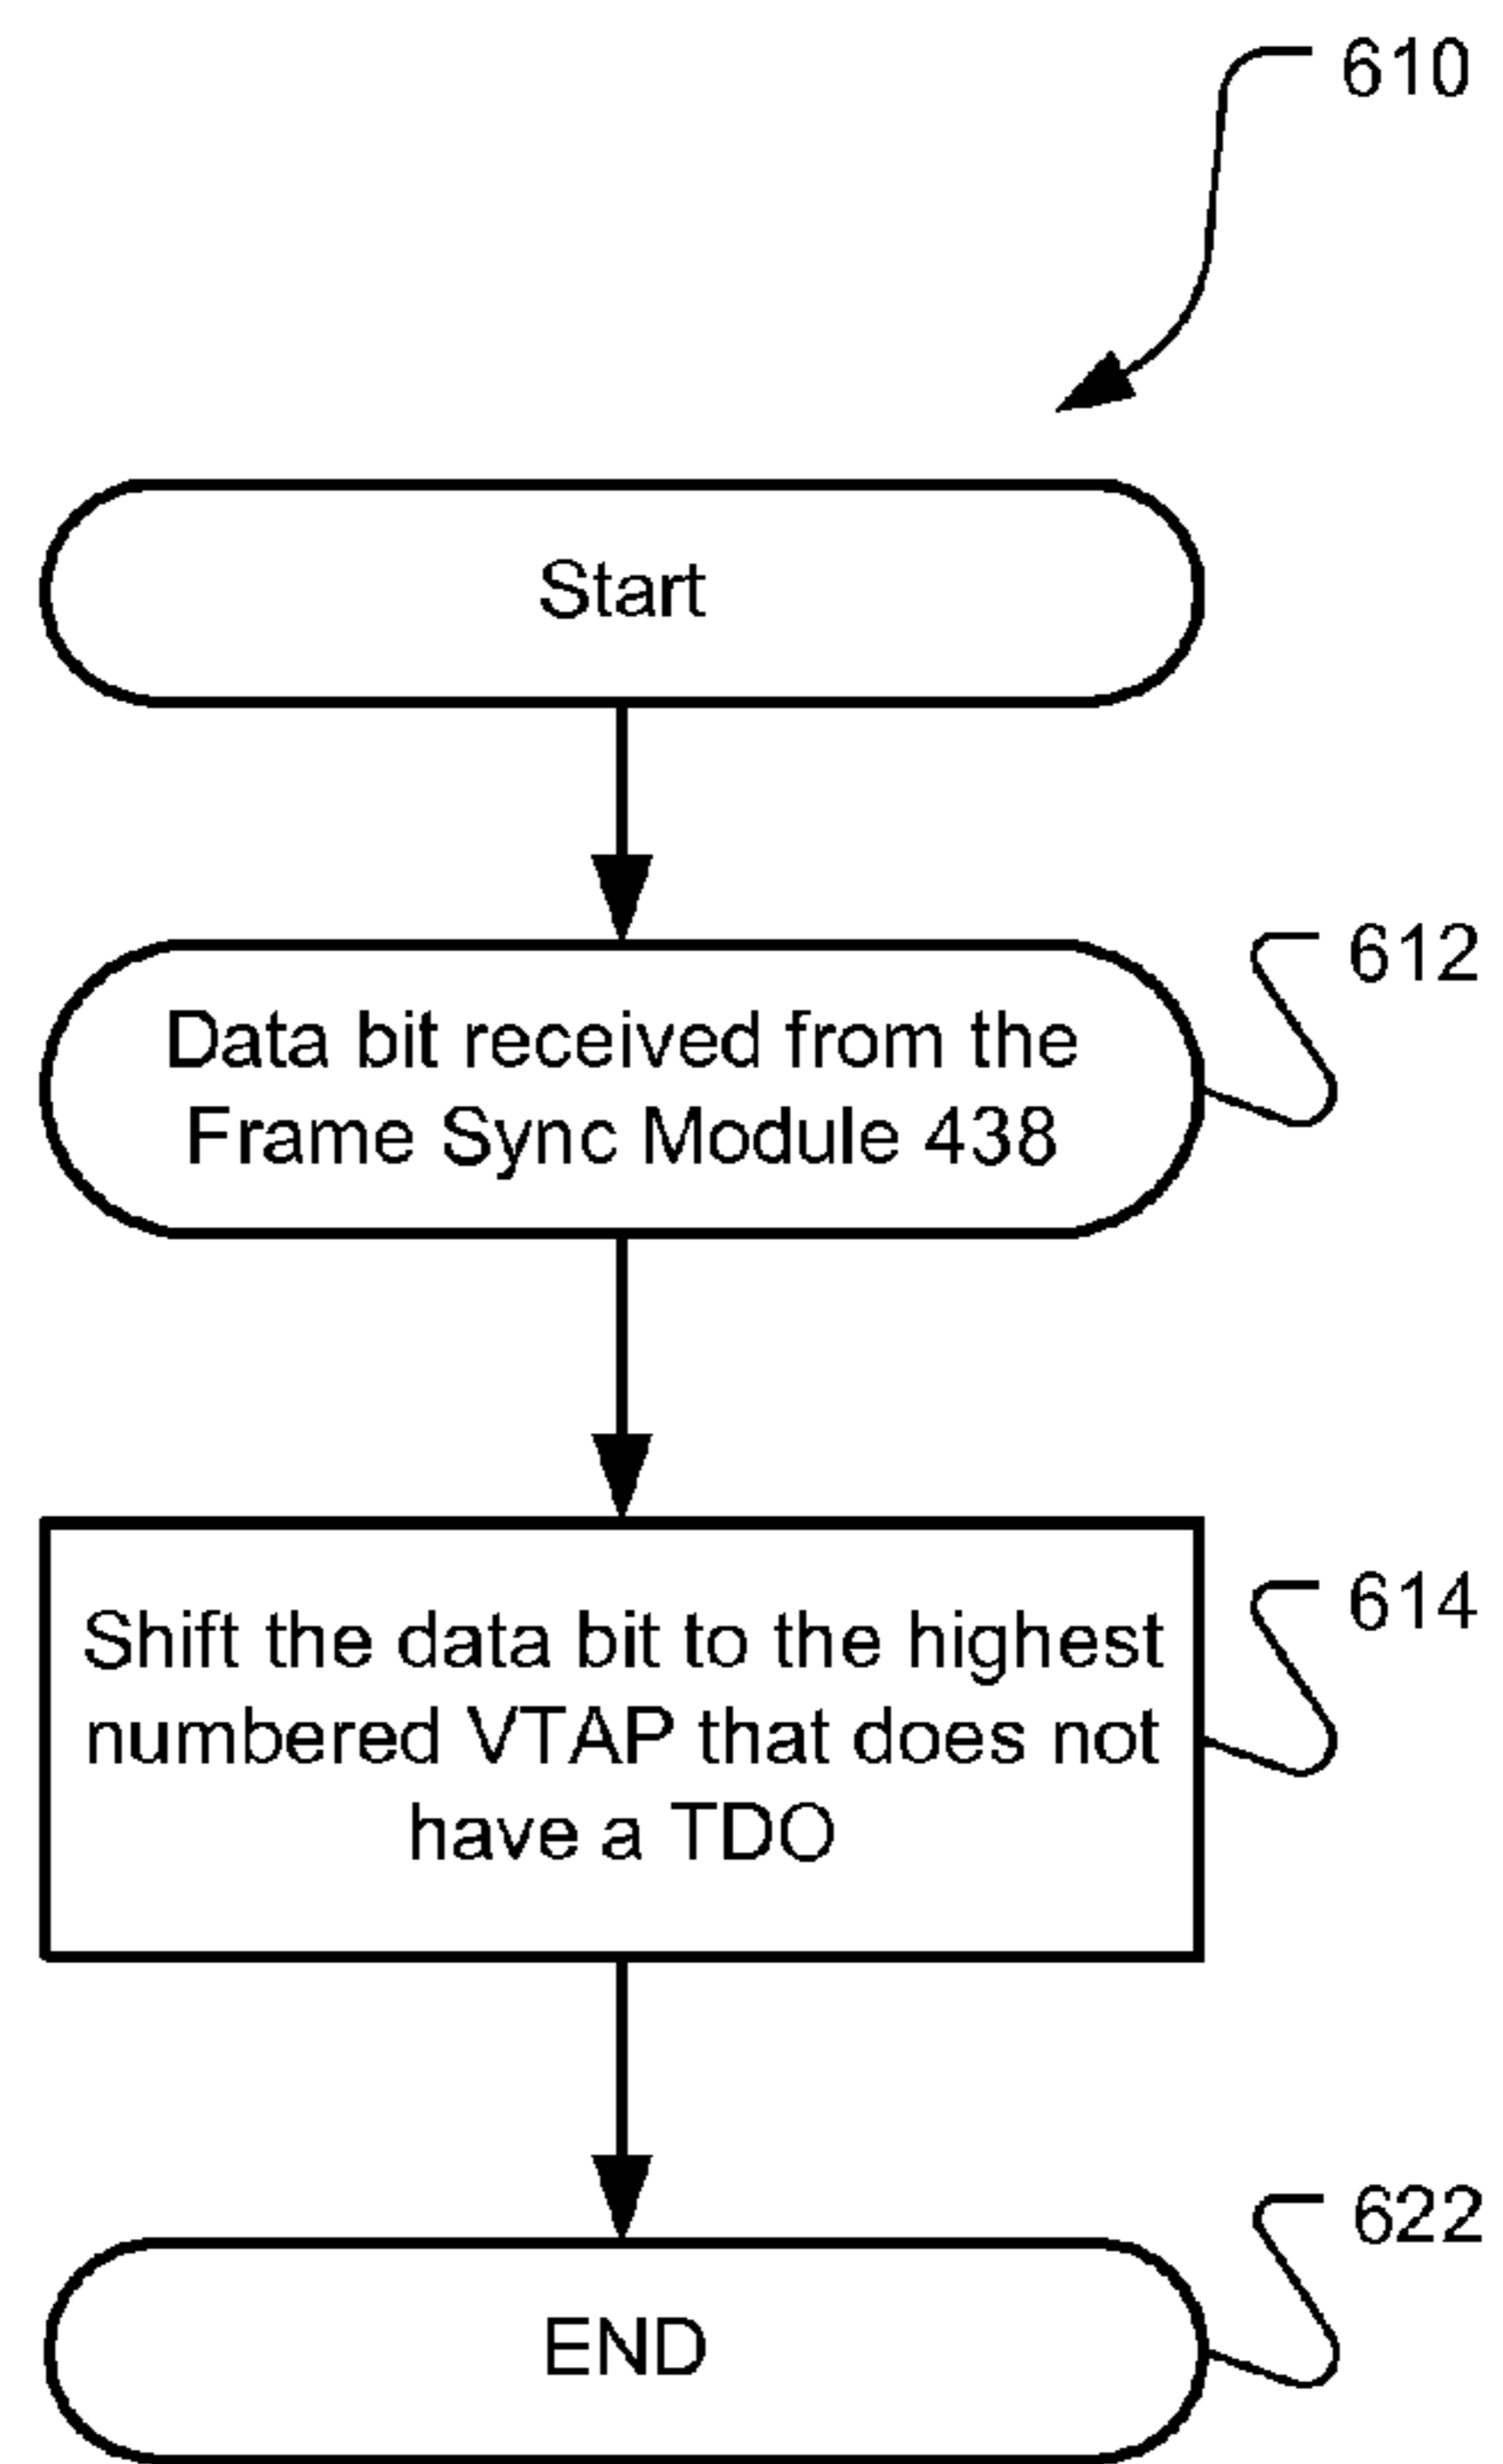 610
Start
Data bit received from the
Frame Sync Module 438
612
Shift the data bit to the highest
numbered VTAP that does not
have a TDO
614
END
622